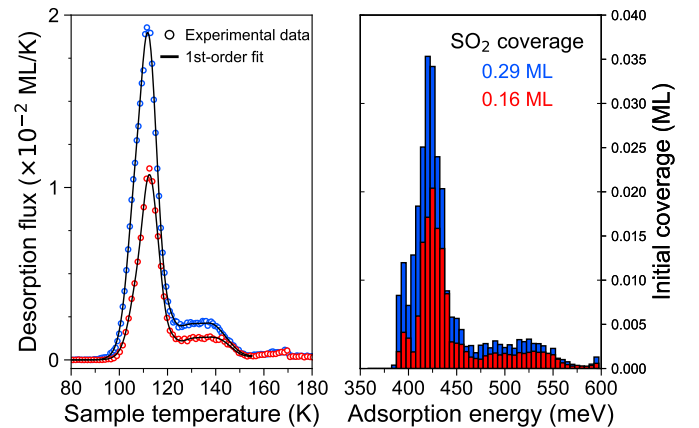 2
1
0
80 100 120 140 160 180
Sample temperature (K)
Desorption flux (×10⁻² ML/K)
Experimental data
1st-order fit
SO₂ coverage
0.29 ML
0.16 ML
0.040
0.035
0.030
0.025
0.020
0.015
0.010
0.005
0.000
350 400 450 500 550 600
Adsorption energy (meV)
Initial coverage (ML)